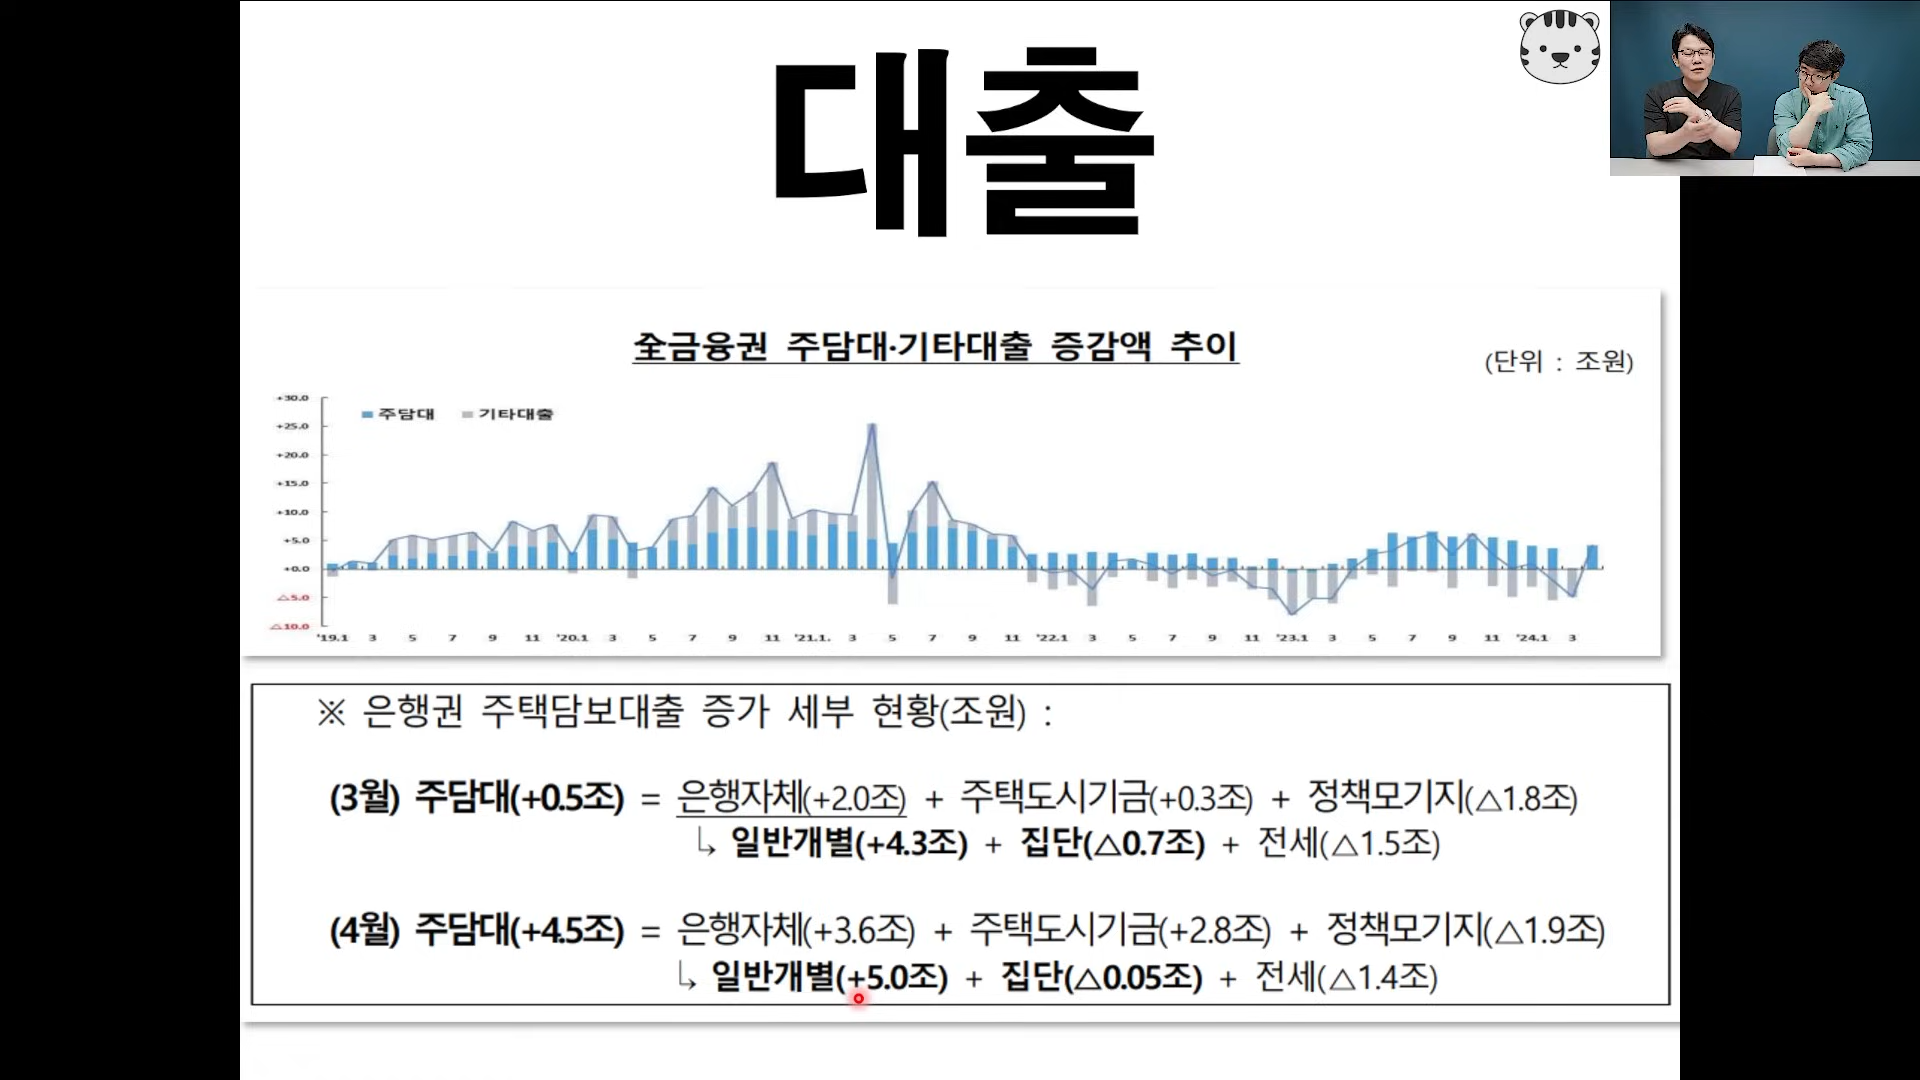 대출
全금융권 주담대·기타대출 증감액 추이
(단위 : 조원)
주담대 기타대출
+30.0
+25.0
+20.0
+15.0
+10.0
+5.0
+0.0
△5.0
△10.0
'19.1 3 5 7 9 11 '20.1 3 5 7 9 11 '21.1. 3 5 7 9 11 '22.1 3 5 7 9 11 '23.1 3 5 7 9 11 '24.1 3
※ 은행권 주택담보대출 증가 세부 현황(조원) :
(3월) 주담대(+0.5조) = 은행자체(+2.0조) + 주택도시기금(+0.3조) + 정책모기지(△1.8조)
↳ 일반개별(+4.3조) + 집단(△0.7조) + 전세(△1.5조)
(4월) 주담대(+4.5조) = 은행자체(+3.6조) + 주택도시기금(+2.8조) + 정책모기지(△1.9조)
↳ 일반개별(+5.0조) + 집단(△0.05조) + 전세(△1.4조)